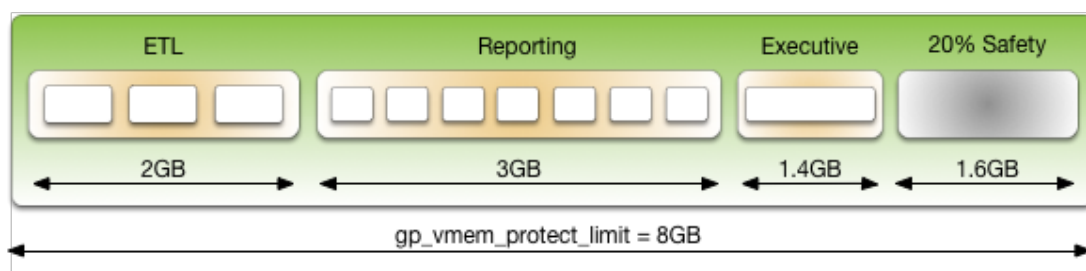 ETL Reporting Executive 20% Safety
2GB 3GB 1.4GB 1.6GB
gp_vmem_protect_limit = 8GB